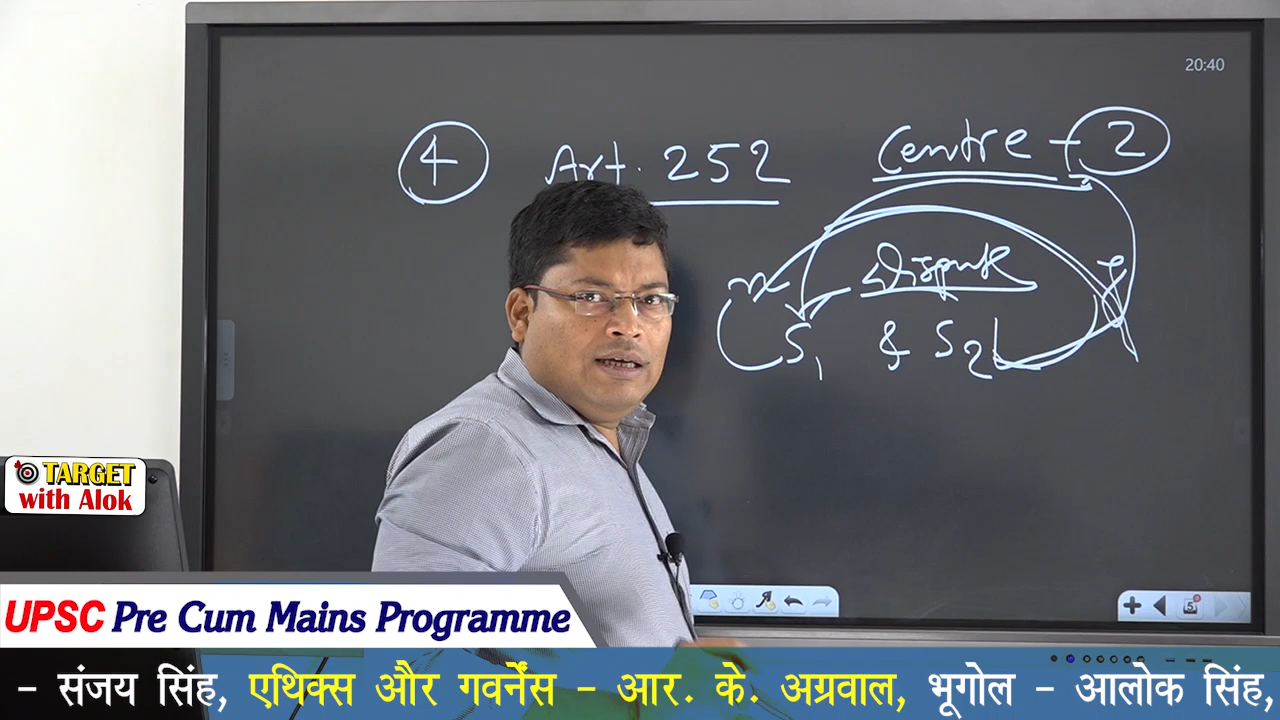 20:40
4 Art. 252 Centre - 2
Dispute
S1 & S2
TARGET
with Alok
UPSC Pre Cum Mains Programme
- संजय सिंह, एथिक्स और गवर्नेंस - आर. के. अग्रवाल, भूगोल - आलोक सिंह,